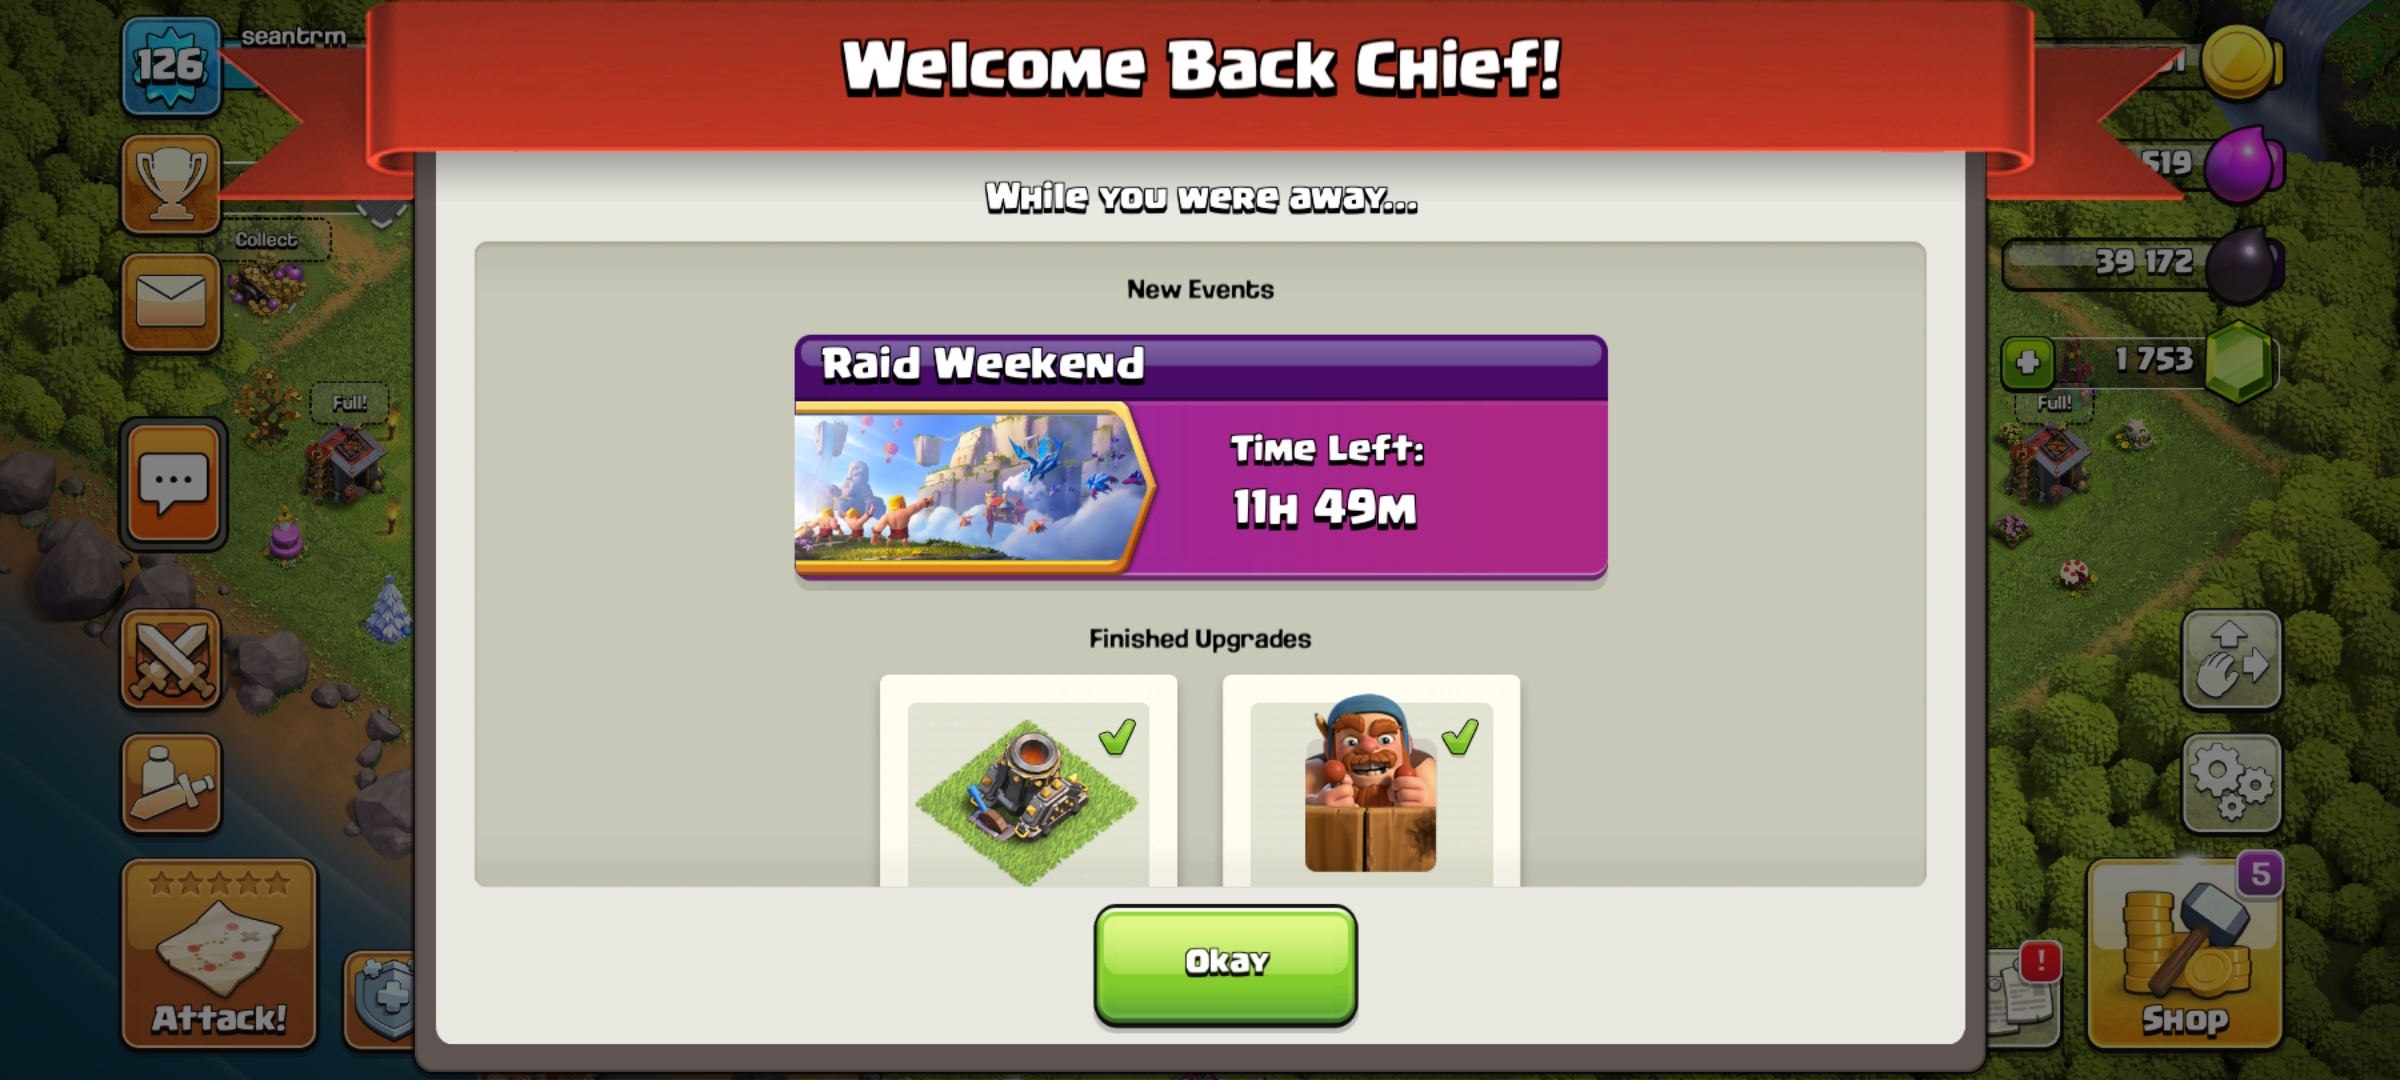 126
seantrm
Welcome Back Chief!
While you were away...
519
Collect
39 172
New Events
Raid Weekend
1 753
Full!
Full!
Time Left:
11H 49M
Finished Upgrades
5
Okay
!
Attack!
Shop